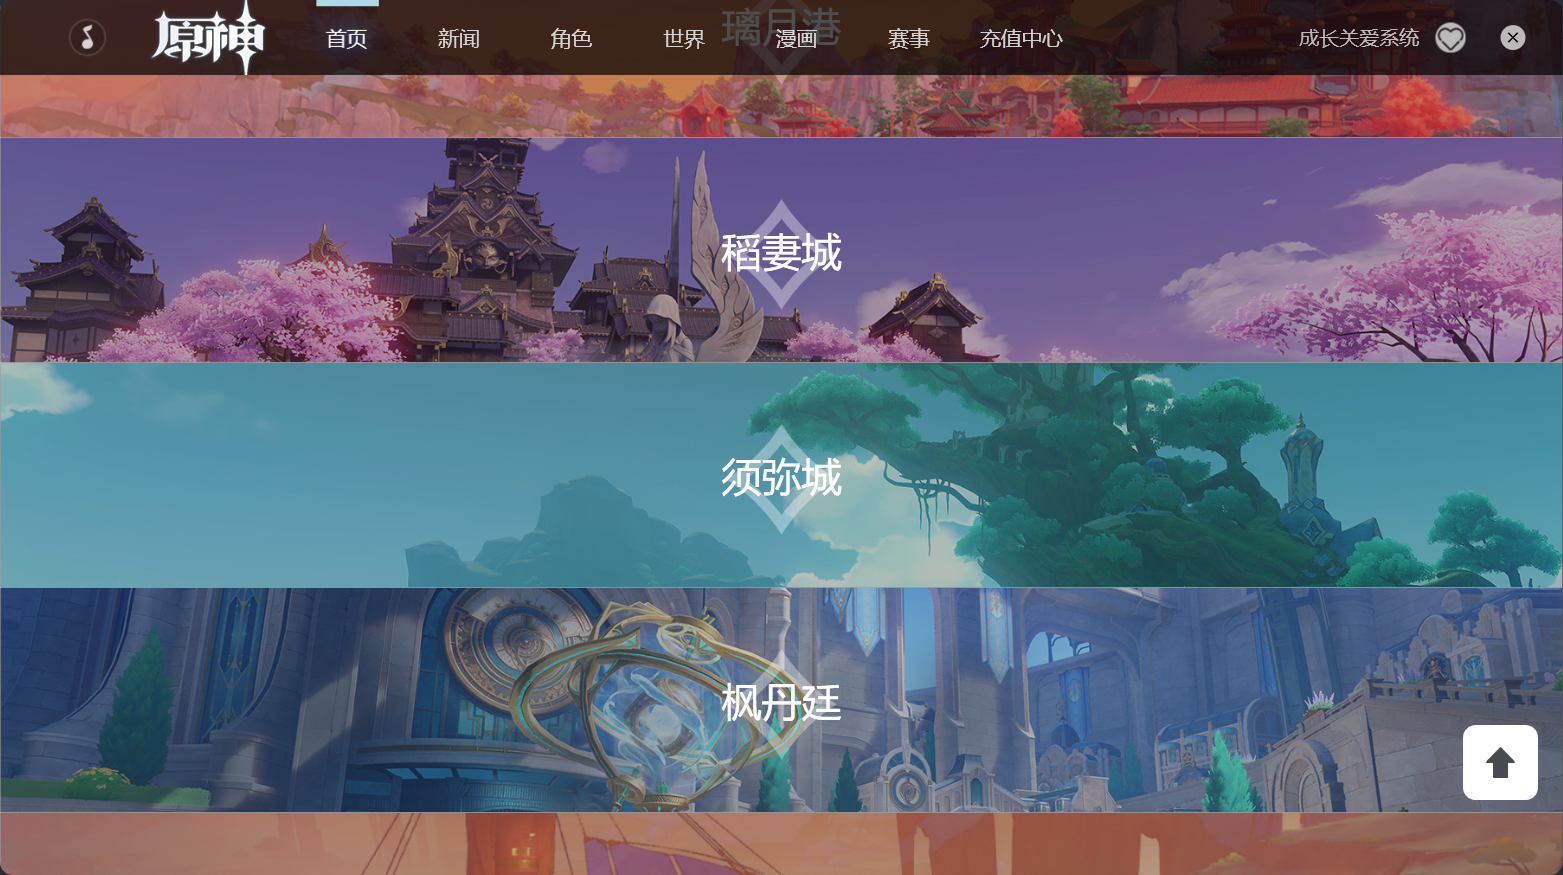 原神
首页
新闻
角色
世界
漫画
赛事
充值中心
成长关爱系统
璃月港
稻妻城
须弥城
枫丹廷